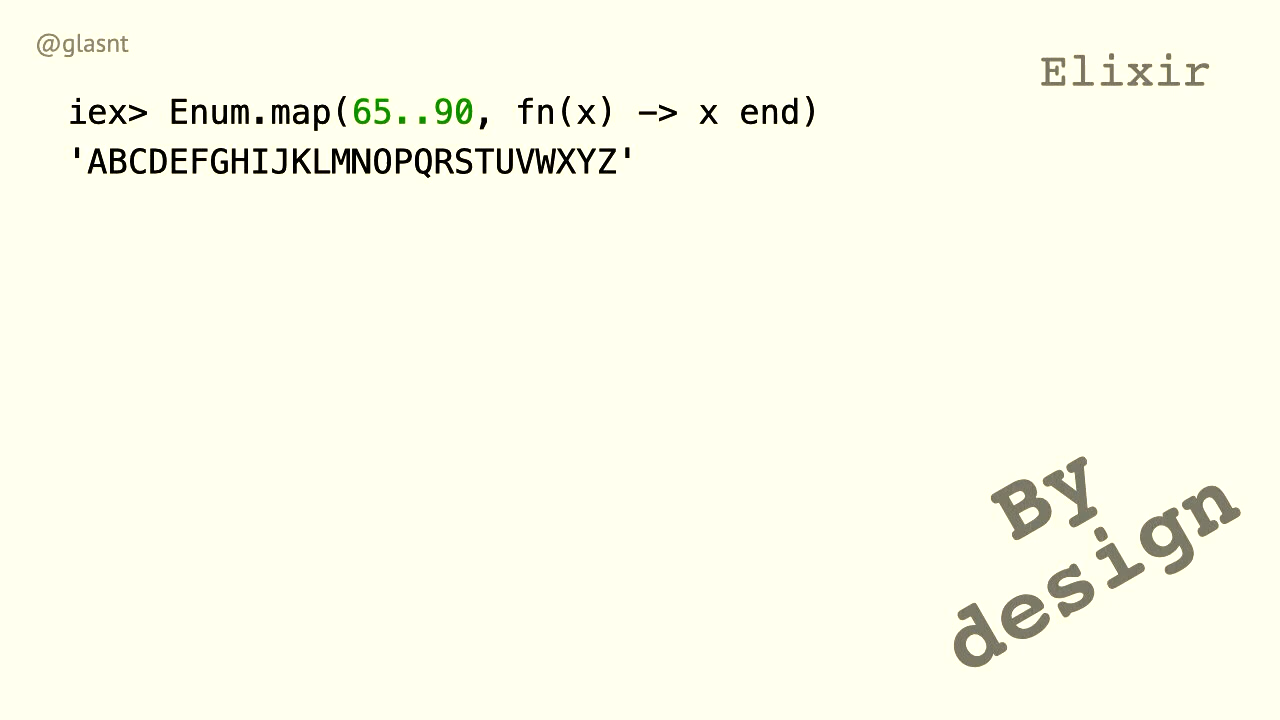 @glasnt
Elixir
iex> Enum.map(65..90, fn(x) -> x end)
'ABCDEFGHIJKLMNOPQRSTUVWXYZ'
By
design